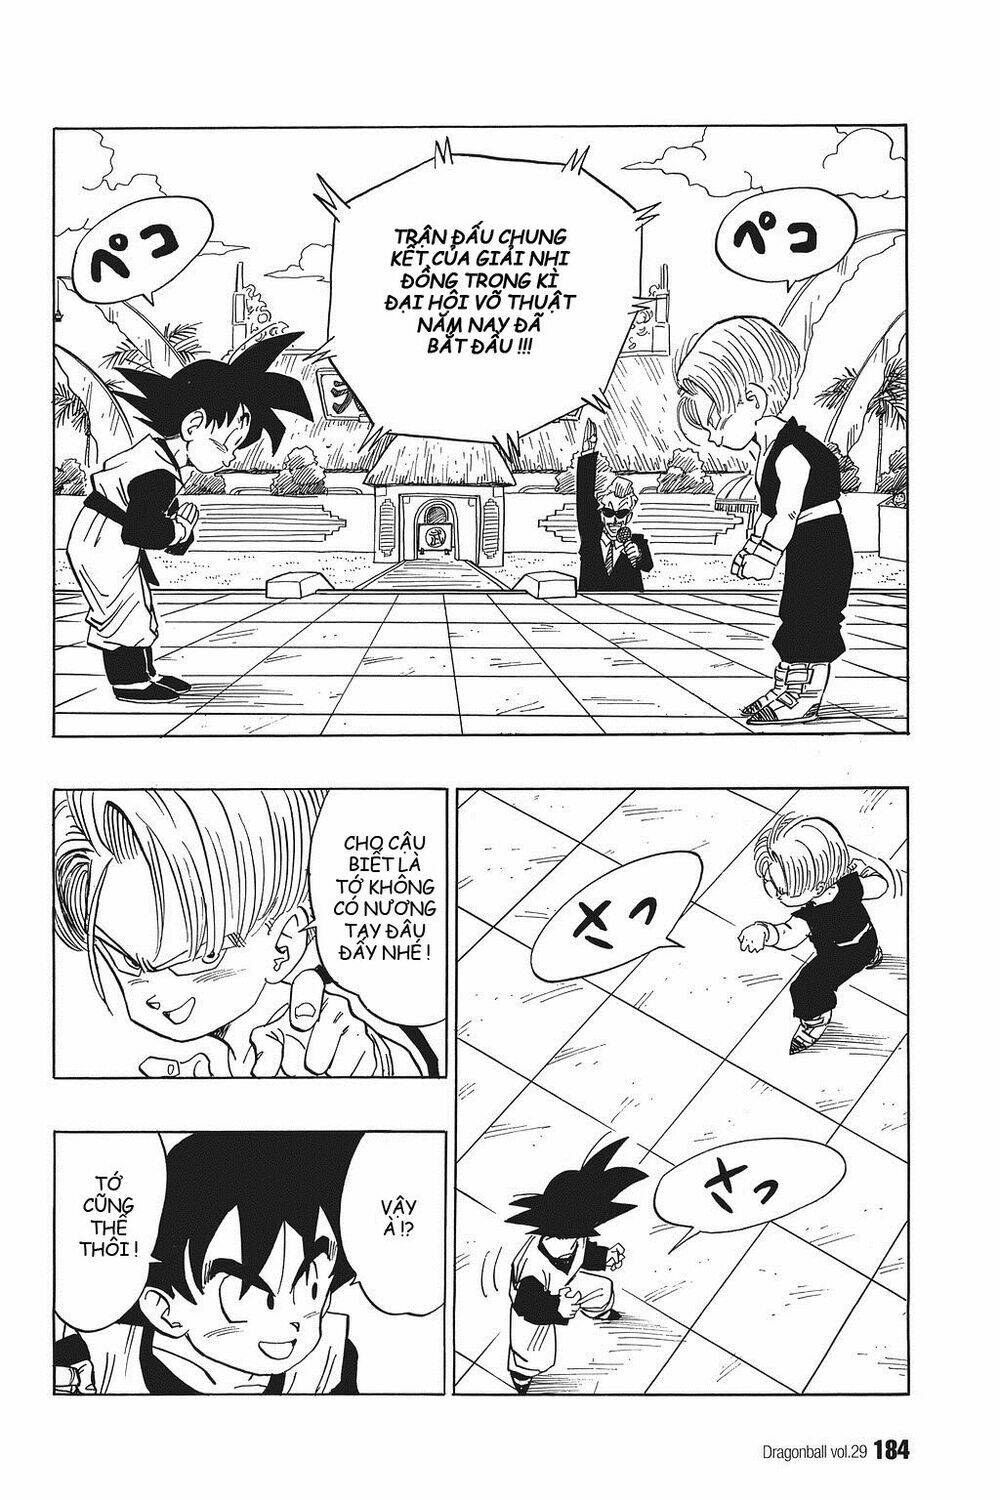 ペコ
TRẬN ĐẤU CHUNG
KẾT CỦA GIẢI NHI
ĐỒNG TRONG KÌ
ĐẠI HỘI VÕ THUẬT
NĂM NAY ĐÃ
BẮT ĐẦU !!!
ペコ
武
CHO CẬU
BIẾT LÀ
TỚ KHÔNG
CÓ NƯƠNG
TAY ĐÂU
ĐẤY NHÉ !
さっ
さっ
VẬY
À !?
TỚ
CŨNG
THẾ
THÔI !
Dragonball vol.29 184